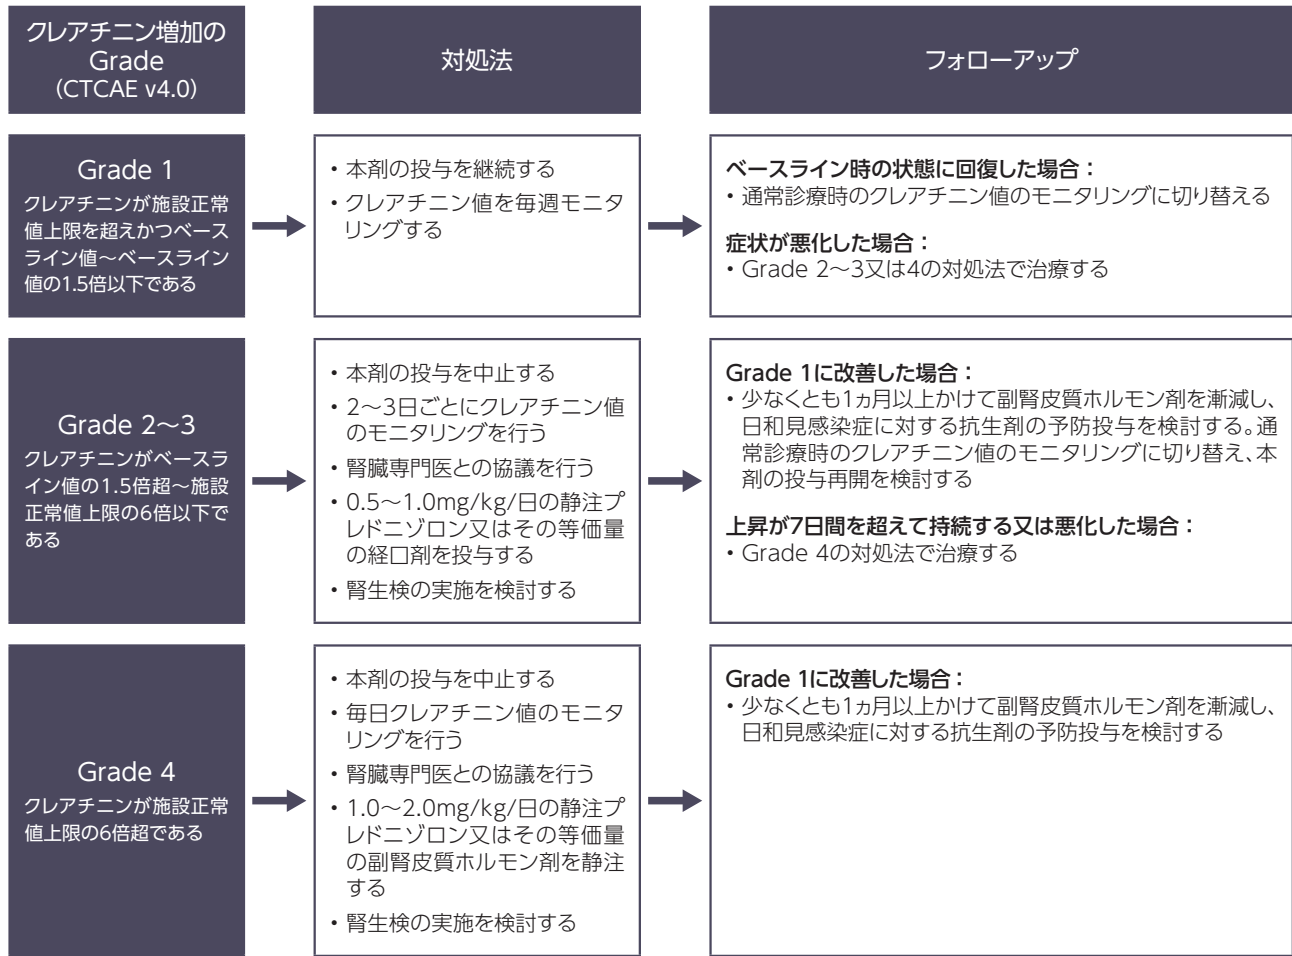 クレアチニン増加の
Grade
(CTCAE v4.0)
対処法
フォローアップ
Grade 1
クレアチニンが施設正常
値上限を超えかつベース
ライン値～ベースライン
値の1.5倍以下である
・本剤の投与を継続する
・クレアチニン値を毎週モニタ
リングする
ベースライン時の状態に回復した場合：
・通常診療時のクレアチニン値のモニタリングに切り替える
症状が悪化した場合：
・Grade 2～3又は4の対処法で治療する
Grade 2～3
クレアチニンがベースラ
イン値の1.5倍超～施設
正常値上限の6倍以下で
ある
・本剤の投与を中止する
・2～3日ごとにクレアチニン値
のモニタリングを行う
・腎臓専門医との協議を行う
・0.5～1.0mg/kg/日の静注プ
レドニゾロン又はその等価量
の経口剤を投与する
・腎生検の実施を検討する
Grade 1に改善した場合：
・少なくとも1ヵ月以上かけて副腎皮質ホルモン剤を漸減し、
日和見感染症に対する抗生剤の予防投与を検討する。通
常診療時のクレアチニン値のモニタリングに切り替え、本
剤の投与再開を検討する
上昇が7日間を超えて持続する又は悪化した場合：
・Grade 4の対処法で治療する
Grade 4
クレアチニンが施設正常
値上限の6倍超である
・本剤の投与を中止する
・毎日クレアチニン値のモニタ
リングを行う
・腎臓専門医との協議を行う
・1.0～2.0mg/kg/日の静注プ
レドニゾロン又はその等価量
の副腎皮質ホルモン剤を静注
する
・腎生検の実施を検討する
Grade 1に改善した場合：
・少なくとも1ヵ月以上かけて副腎皮質ホルモン剤を漸減し、
日和見感染症に対する抗生剤の予防投与を検討する